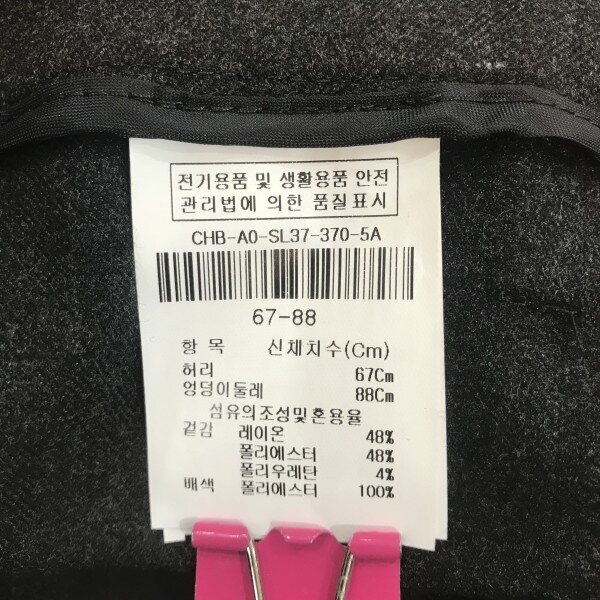 전기용품 및 생활용품 안전
관리법에 의한 품질표시
CHB-A0-SL37-370-5A
67-88
항 목 신체치수(Cm)
허리 67Cm
엉덩이둘레 88Cm
섬유의조성및혼용율
겉감 레이온 48%
폴리에스터 48%
폴리우레탄 4%
배색 폴리에스터 100%